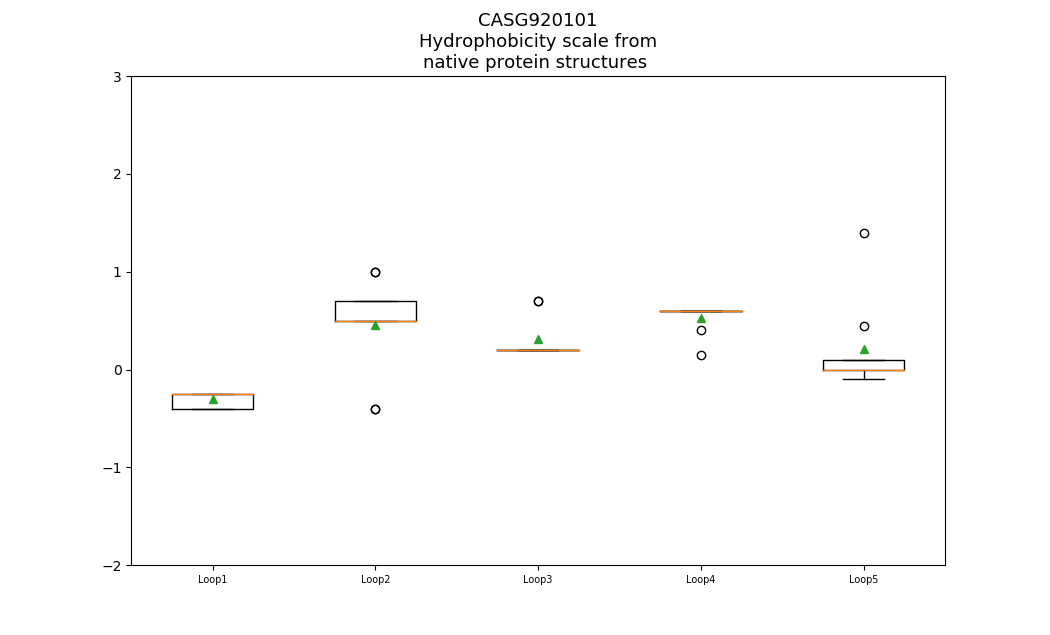 CASG920101
Hydrophobicity scale from
native protein structures
3
2
1
0
−1
−2
Loop1 Loop2 Loop3 Loop4 Loop5